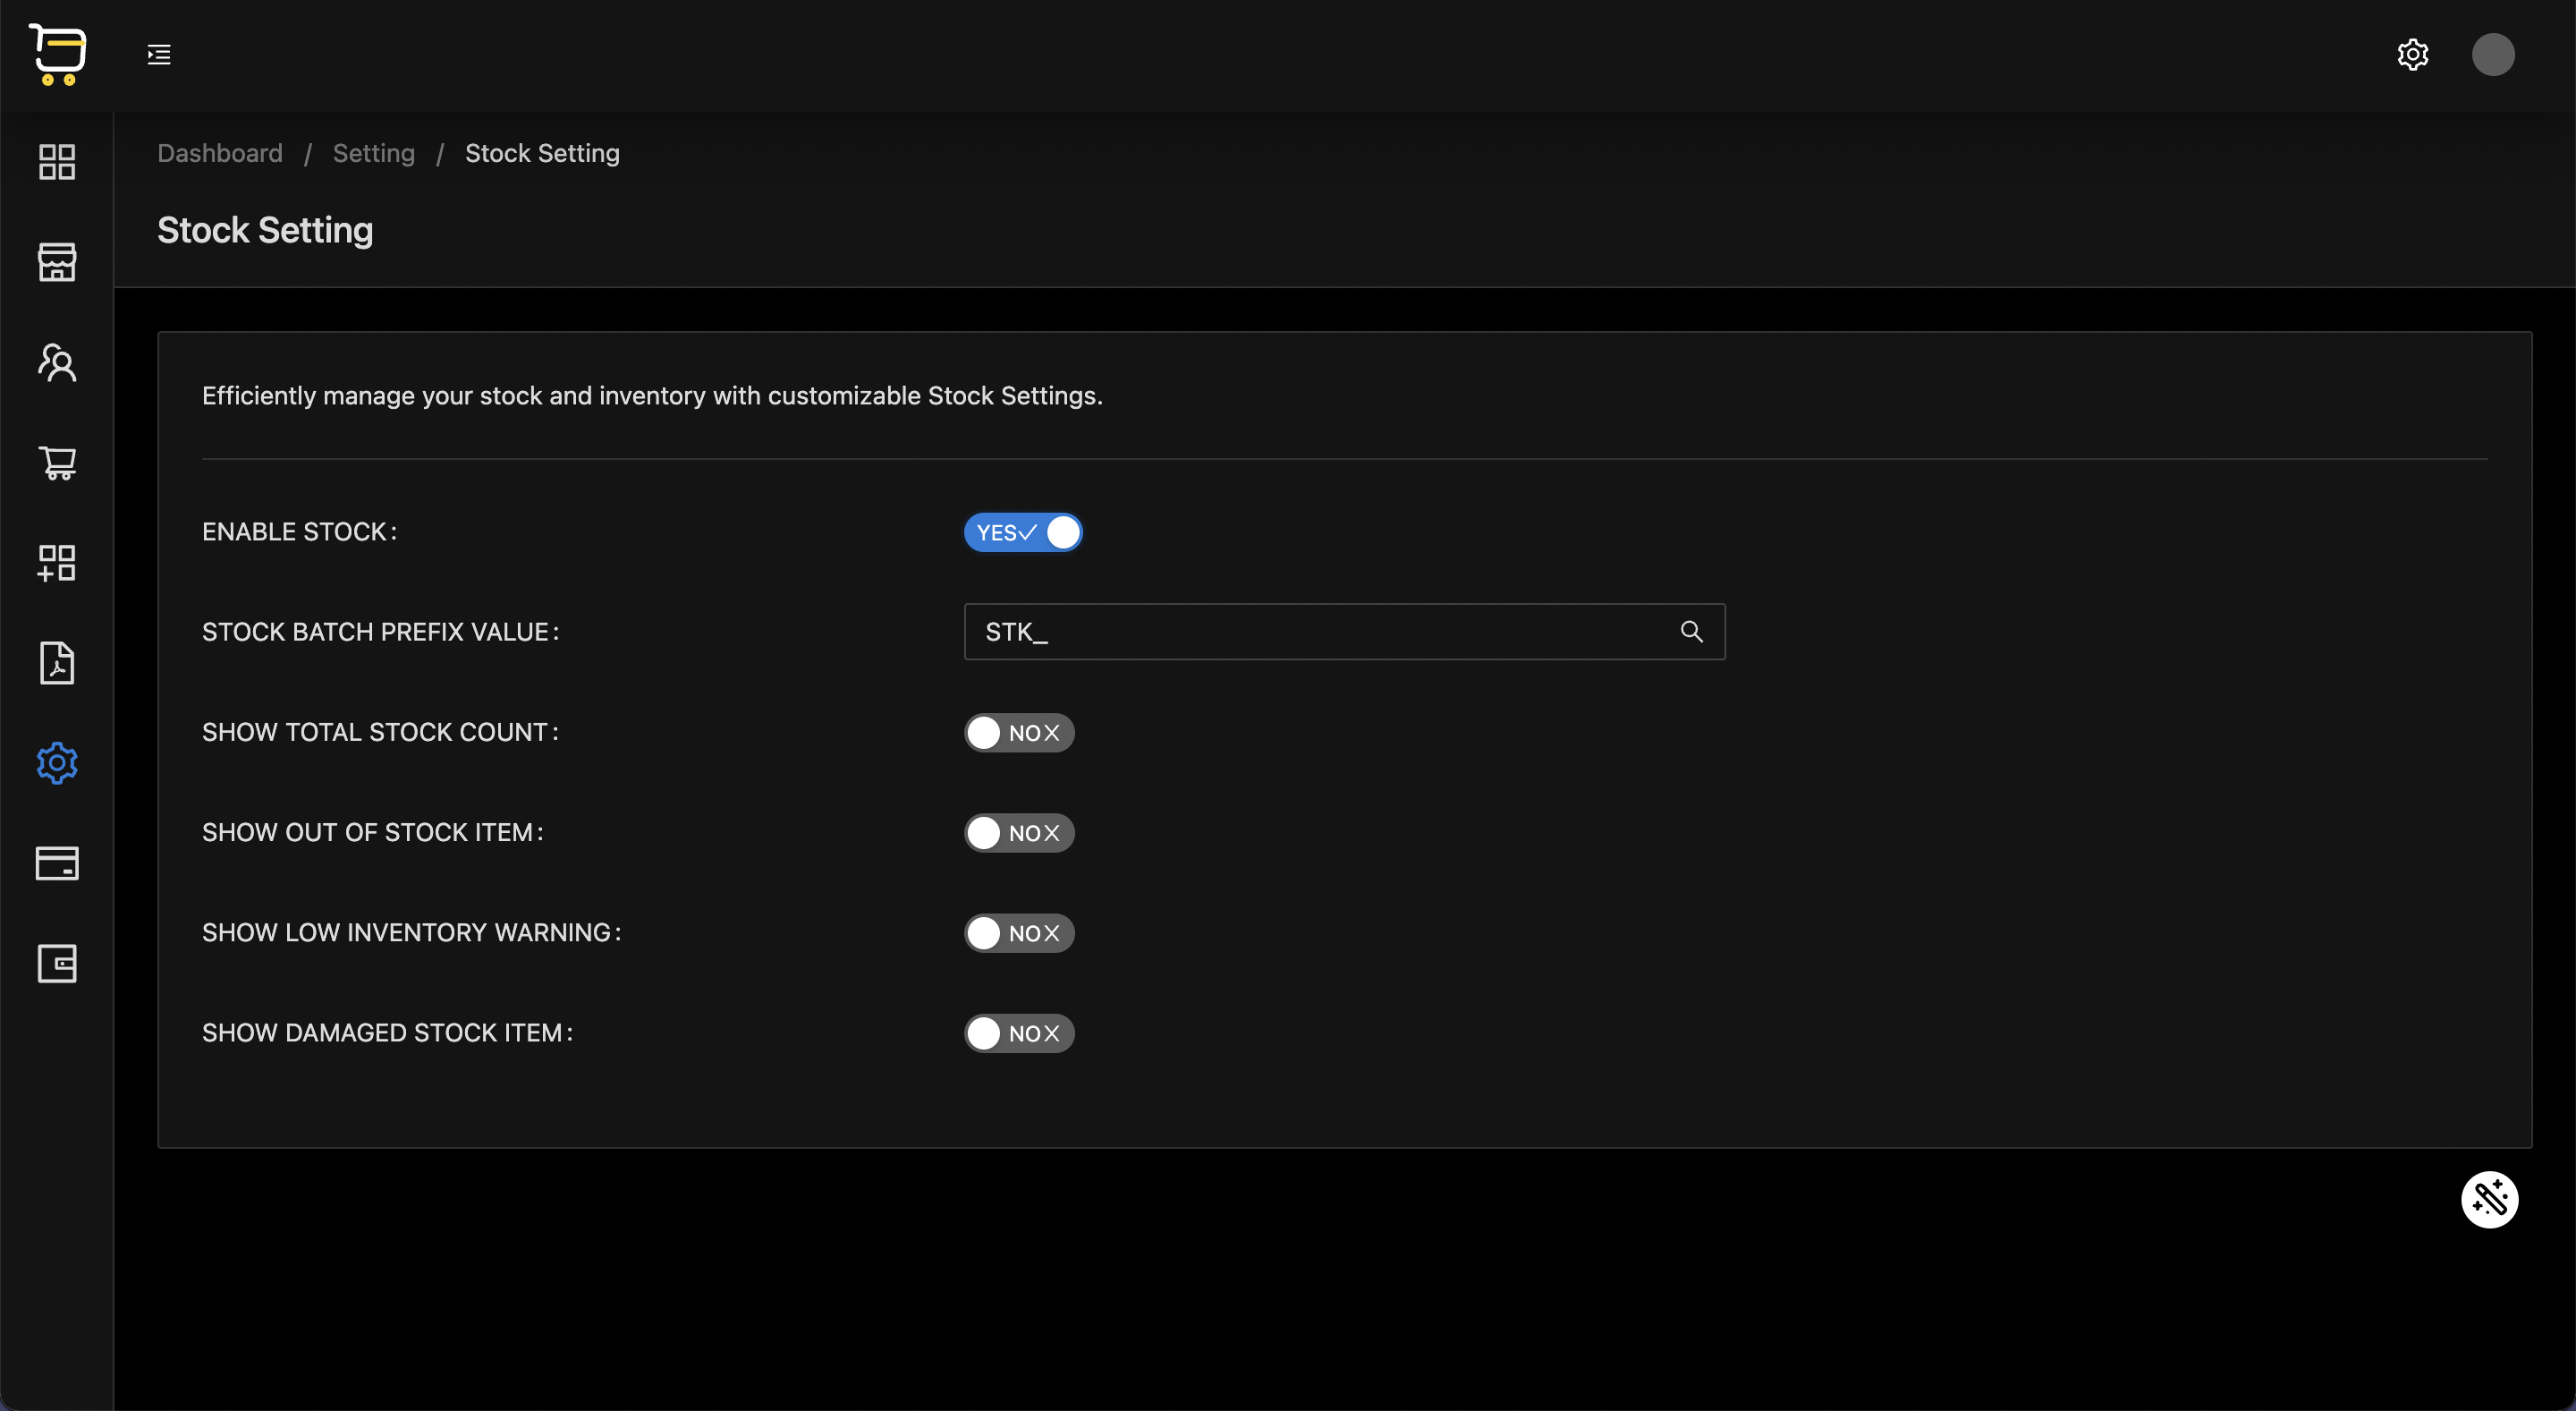 Dashboard / Setting / Stock Setting
Stock Setting
Efficiently manage your stock and inventory with customizable Stock Settings.
ENABLE STOCK: YES
STOCK BATCH PREFIX VALUE: STK_
SHOW TOTAL STOCK COUNT: NO
SHOW OUT OF STOCK ITEM: NO
SHOW LOW INVENTORY WARNING: NO
SHOW DAMAGED STOCK ITEM: NO